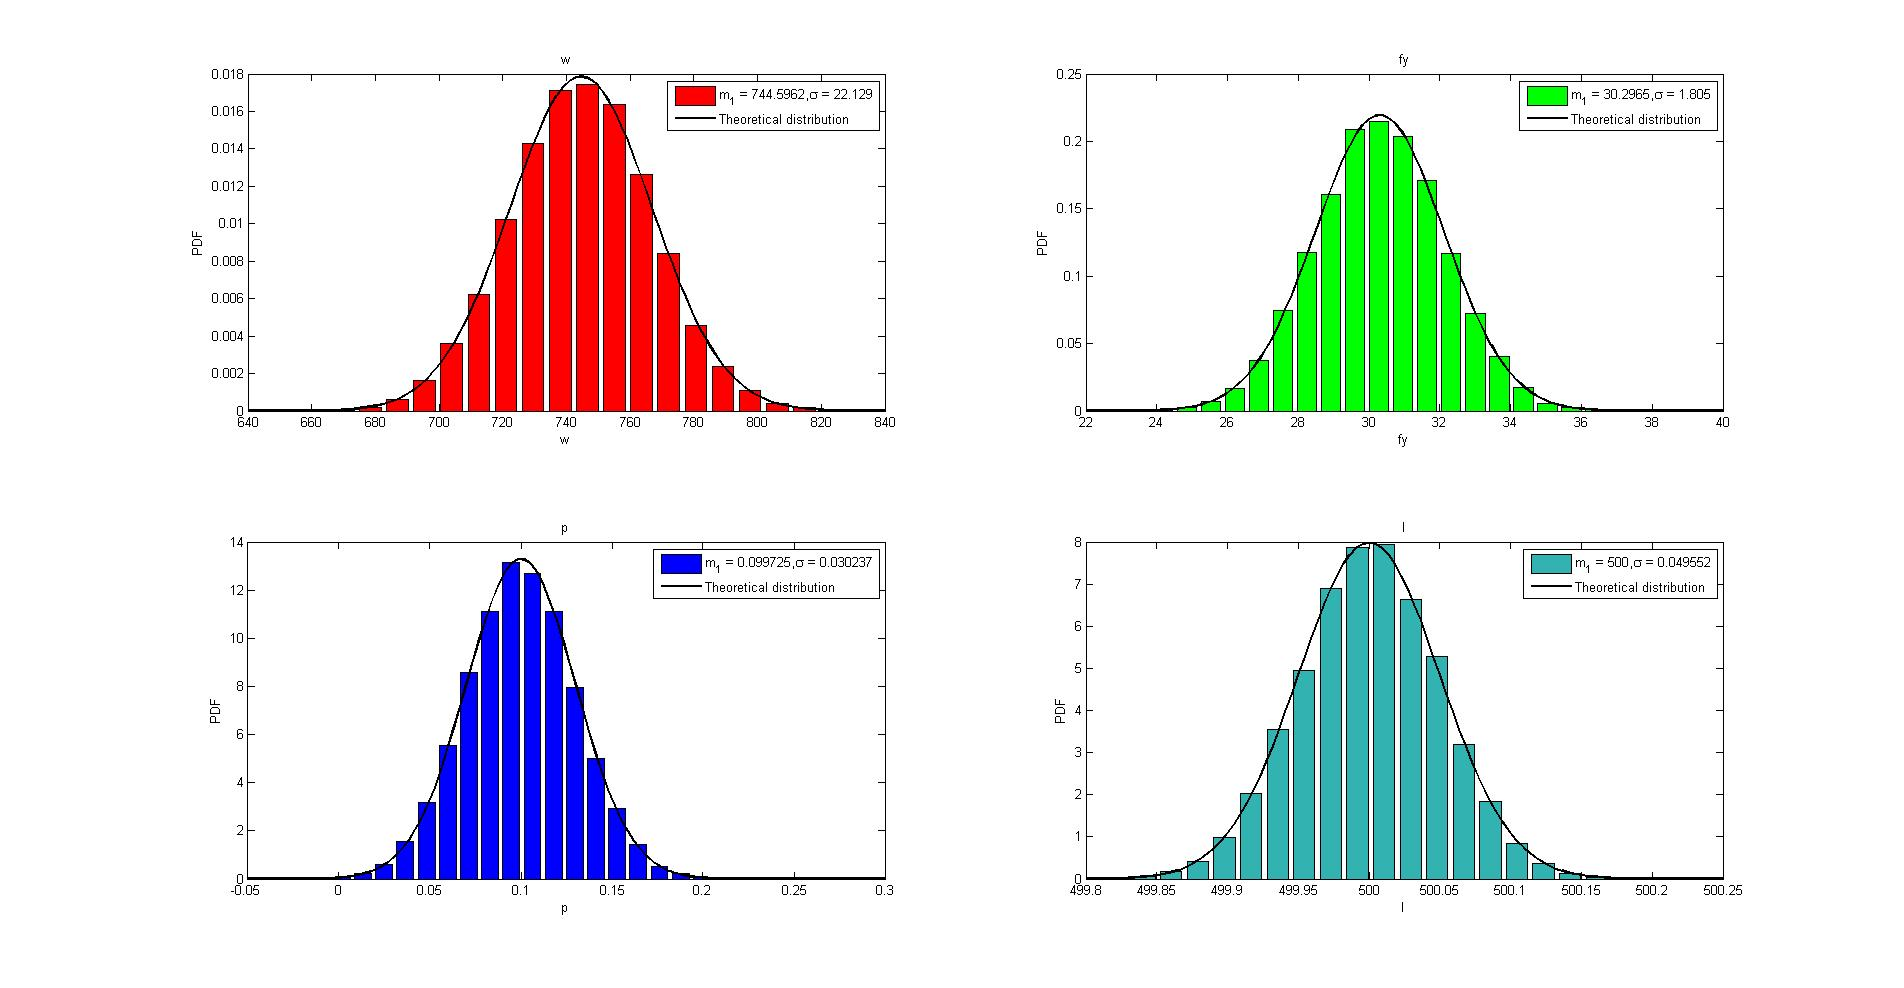 w
m1 = 744.5962,σ = 22.129
Theoretical distribution
PDF
0.018
0.016
0.014
0.012
0.01
0.008
0.006
0.004
0.002
0
640 660 680 700 720 740 760 780 800 820 840
w
fy
m1 = 30.2965,σ = 1.805
Theoretical distribution
PDF
0.25
0.2
0.15
0.1
0.05
0
22 24 26 28 30 32 34 36 38 40
fy
p
m1 = 0.099725,σ = 0.030237
Theoretical distribution
PDF
14
12
10
8
6
4
2
0
-0.05 0 0.05 0.1 0.15 0.2 0.25 0.3
p
l
m1 = 500,σ = 0.049552
Theoretical distribution
PDF
8
7
6
5
4
3
2
1
0
499.8 499.85 499.9 499.95 500 500.05 500.1 500.15 500.2 500.25
l